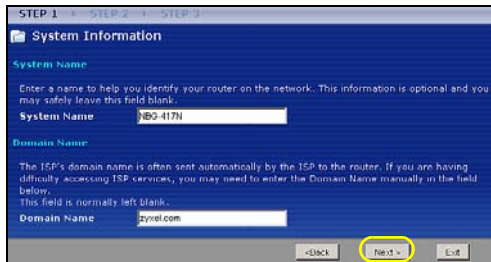 STEP 1 › STEP 2 › STEP 3
System Information
System Name
Enter a name to help you identify your router on the network. This information is optional and you
may safely leave this field blank.
System Name NBG-417N
Domain Name
The ISP's domain name is often sent automatically by the ISP to the router. If you are having
difficulty accessing ISP services, you may need to enter the Domain Name manually in the field
below.
This field is normally left blank.
Domain Name zyxel.com
<Back Next > Exit